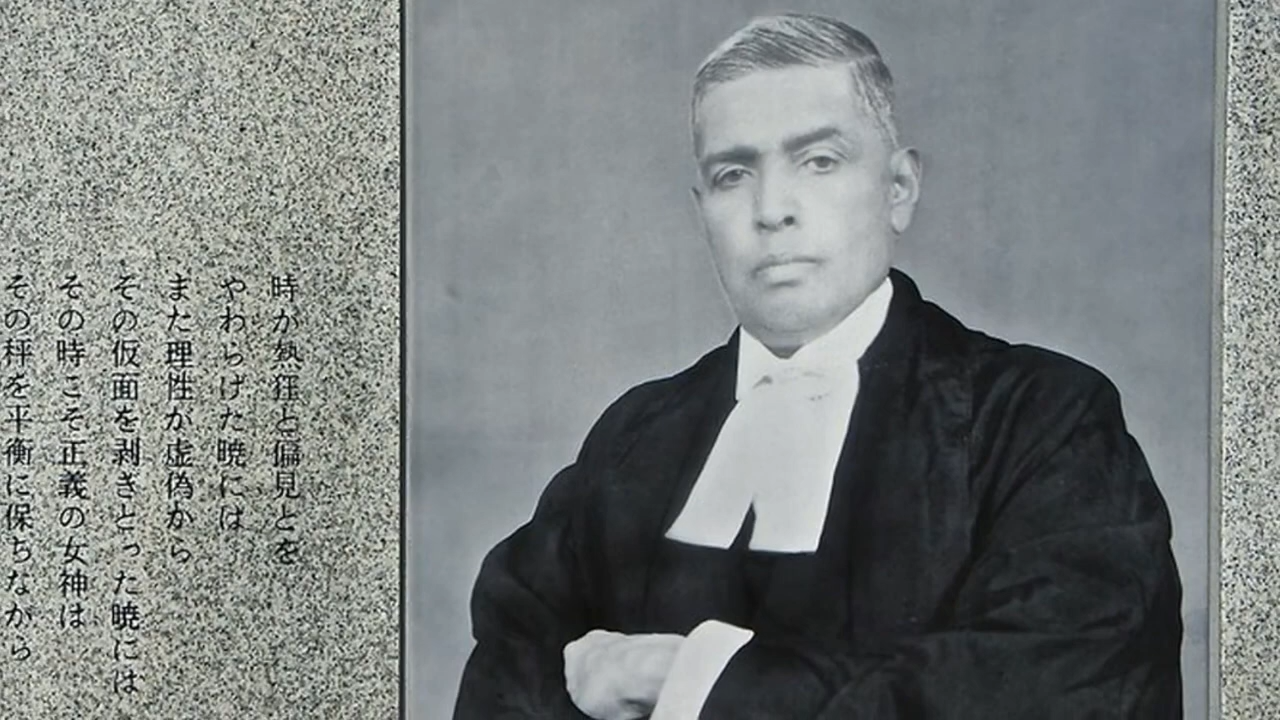 時が熱狂と偏見とを
やわらげた暁には
また理性が虚偽から
その仮面を剥ぎとった暁には
その時こそ正義の女神は
その秤を平衡に保ちながら